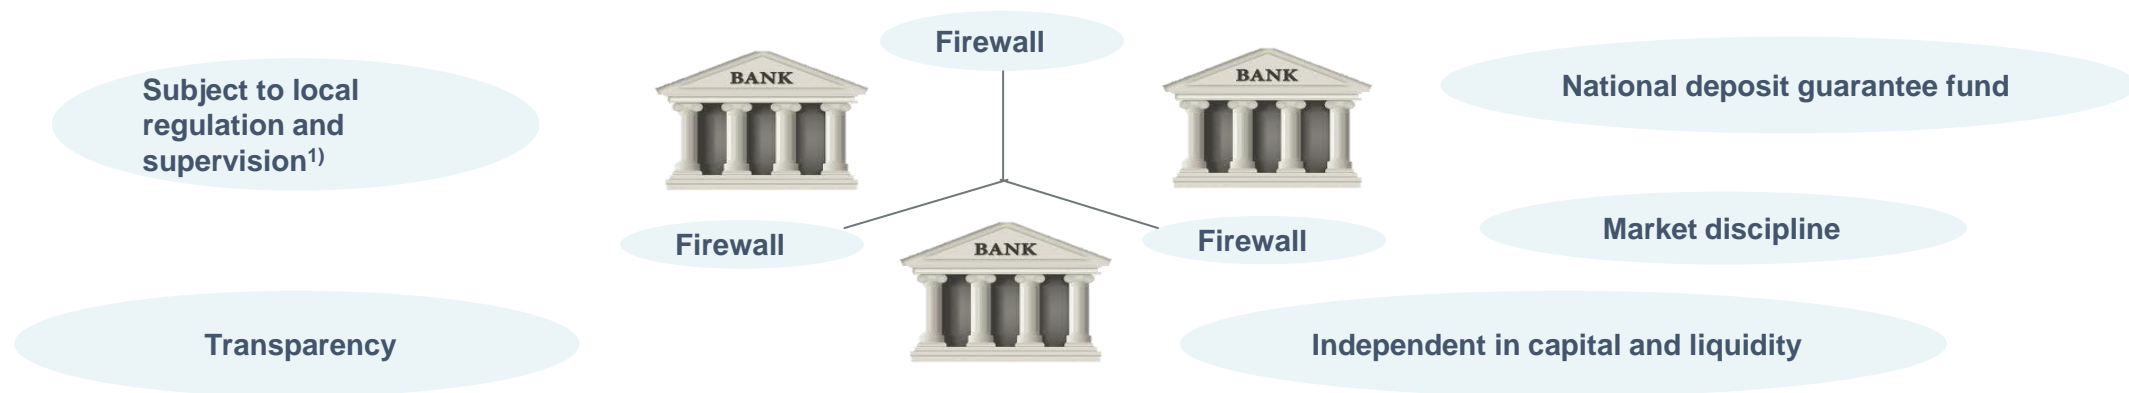 Firewall
BANK
BANK
Subject to local
regulation and
supervision1)
National deposit guarantee fund
Market discipline
Firewall
Firewall
BANK
Transparency
Independent in capital and liquidity